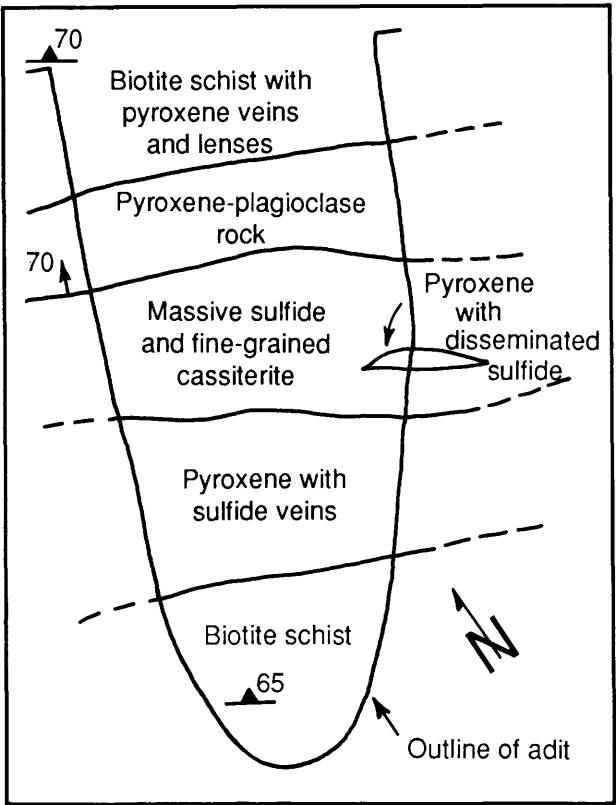 70
Biotite schist with
pyroxene veins
and lenses
Pyroxene-plagioclase
rock
70
Pyroxene
with
disseminated
sulfide
Massive sulfide
and fine-grained
cassiterite
Pyroxene with
sulfide veins
Biotite schist
65
N
Outline of adit